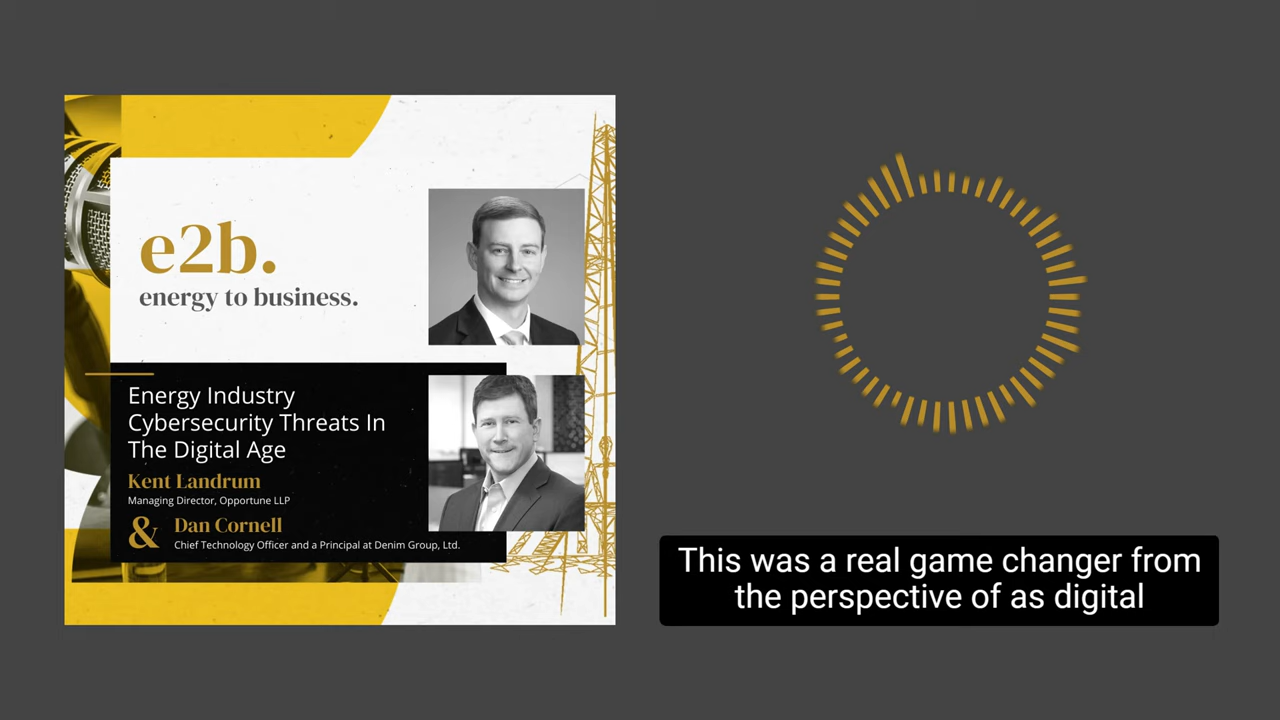 e2b.
energy to business.
Energy Industry
Cybersecurity Threats In
The Digital Age
Kent Landrum
Managing Director, Opportune LLP
& Dan Cornell
Chief Technology Officer and a Principal at Denim Group, Ltd.
This was a real game changer from
the perspective of as digital